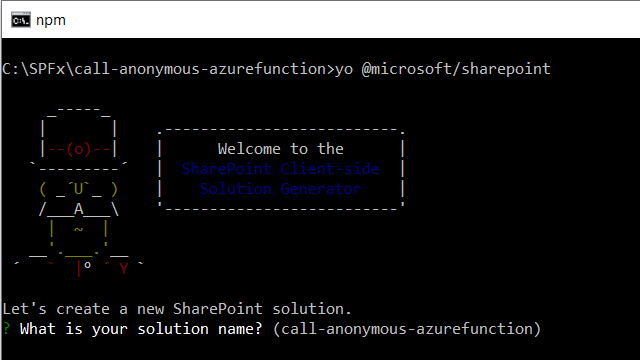 npm
C:\SPFx\call-anonymous-azurefunction>yo @microsoft/sharepoint
Welcome to the
SharePoint Client-side
Solution Generator
Let's create a new SharePoint solution.
? What is your solution name? (call-anonymous-azurefunction)